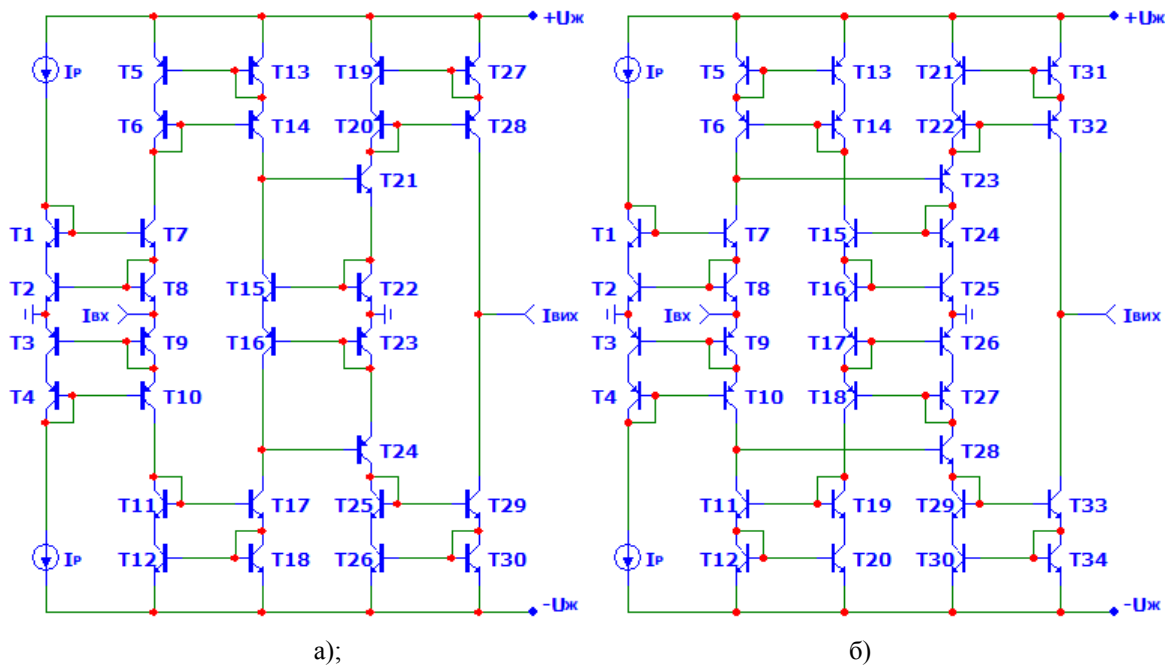 +Uж +Uж
Iр T5 T13 T19 T27 Iр T5 T13 T21 T31
T6 T14 T20 T28 T6 T14 T22 T32
T21 T23
T1 T7 T1 T7 T15 T24
T2 T8 T15 T22 T2 T8 T16 T25
Iвх Iвих Iвх Iвих
T3 T9 T16 T23 T3 T9 T17 T26
T4 T10 T4 T10 T18 T27
T24 T28
T11 T17 T25 T29 T11 T19 T29 T33
Iр T12 T18 T26 T30 Iр T12 T20 T30 T34
-Uж -Uж
а); б)